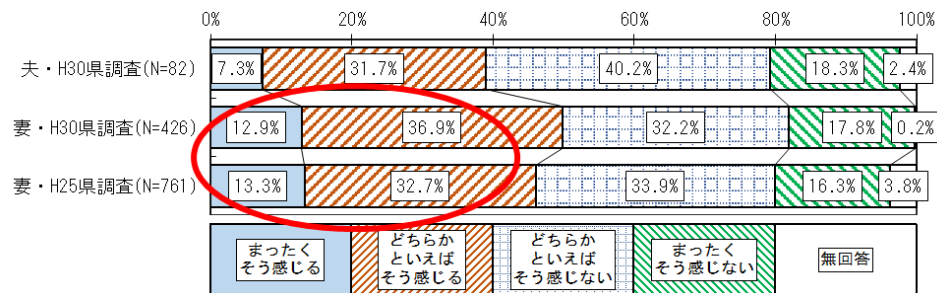 0% 20% 40% 60% 80% 100%
夫・H30県調査(N=82) 7.3% 31.7% 40.2% 18.3% 2.4%
妻・H30県調査(N=426) 12.9% 36.9% 32.2% 17.8% 0.2%
妻・H25県調査(N=761) 13.3% 32.7% 33.9% 16.3% 3.8%
まったく
そう感じる
どちらか
といえば
そう感じる
どちらか
といえば
そう感じない
まったく
そう感じない
無回答